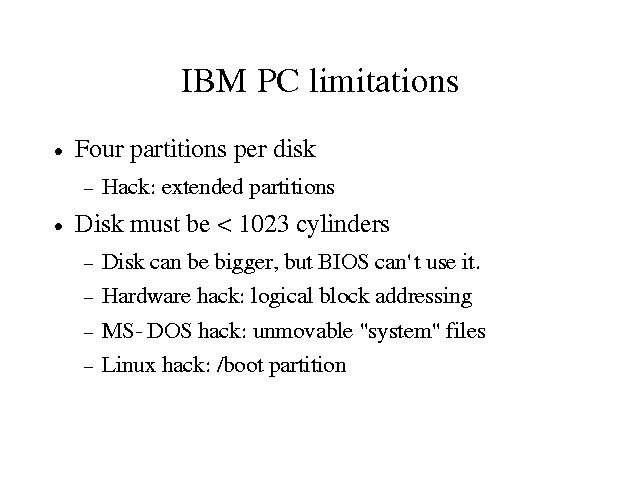 IBM PC limitations
• Four partitions per disk
– Hack: extended partitions
• Disk must be < 1023 cylinders
– Disk can be bigger, but BIOS can't use it.
– Hardware hack: logical block addressing
– MS-DOS hack: unmovable "system" files
– Linux hack: /boot partition